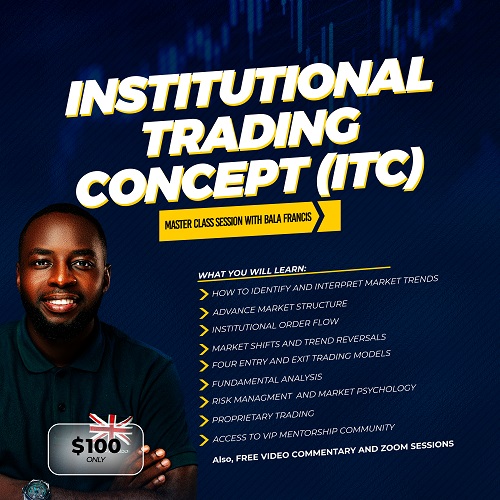 INSTITUTIONAL
TRADING
CONCEPT (ITC)
MASTER CLASS SESSION WITH BALA FRANCIS
WHAT YOU WILL LEARN:
HOW TO IDENTIFY AND INTERPRET MARKET TRENDS
ADVANCE MARKET STRUCTURE
INSTITUTIONAL ORDER FLOW
MARKET SHIFTS AND TREND REVERSALS
FOUR ENTRY AND EXIT TRADING MODELS
FUNDAMENTAL ANALYSIS
RISK MANAGMENT AND MARKET PSYCHOLOGY
PROPRIETARY TRADING
ACCESS TO VIP MENTORSHIP COMMUNITY
Also, FREE VIDEO COMMENTARY AND ZOOM SESSIONS
$100
ONLY